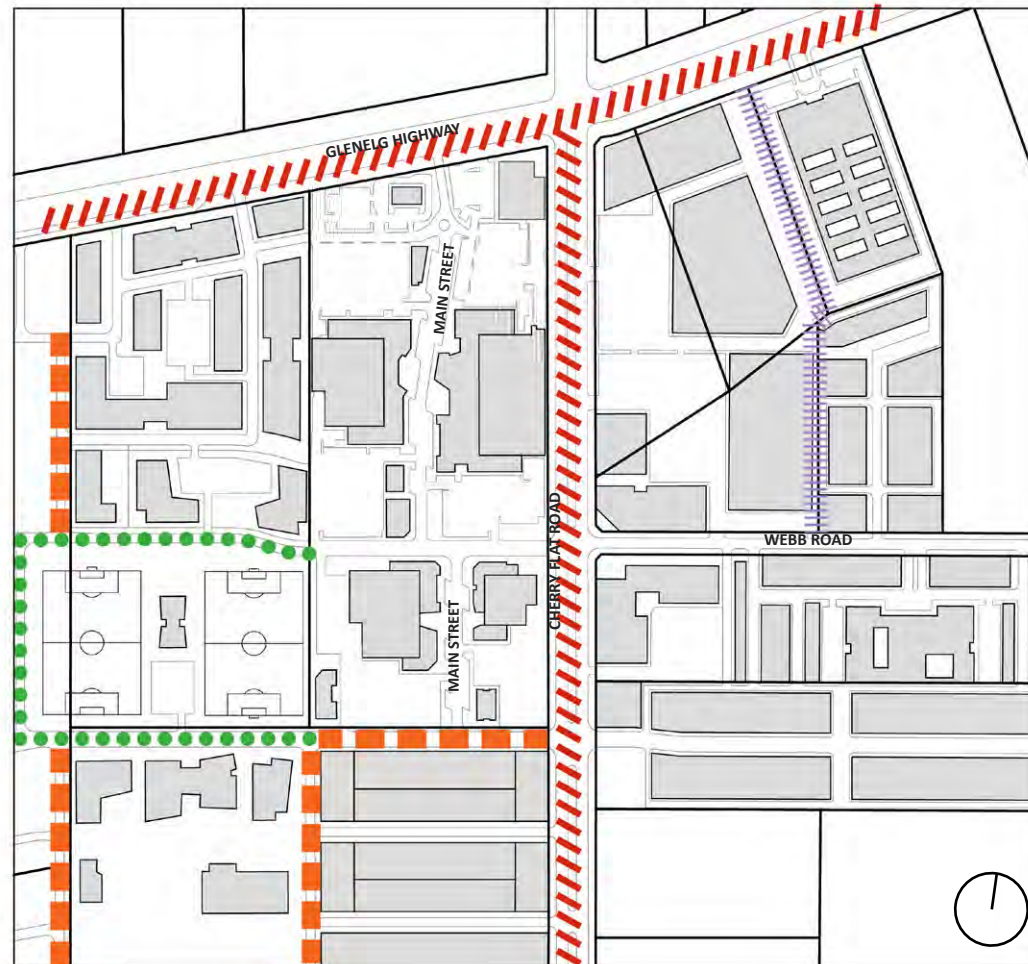 GLENELG HIGHWAY
MAIN STREET
CHERRY FLAT ROAD
WEBB ROAD
MAIN STREET